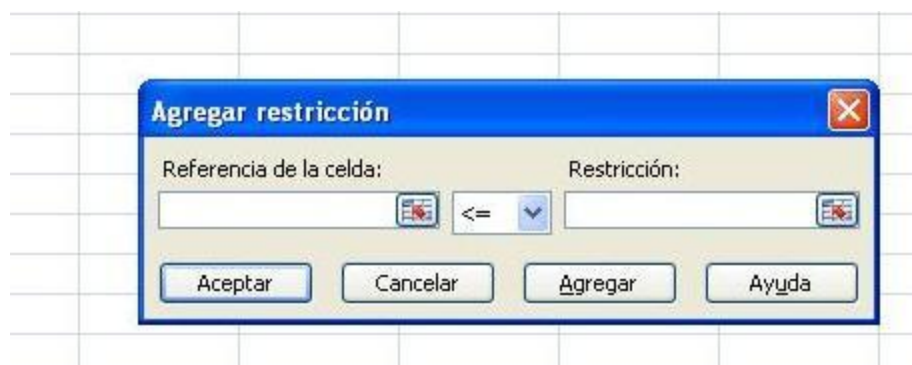 Agregar restricción
Referencia de la celda: Restricción:
<=
Aceptar Cancelar Agregar Ayuda